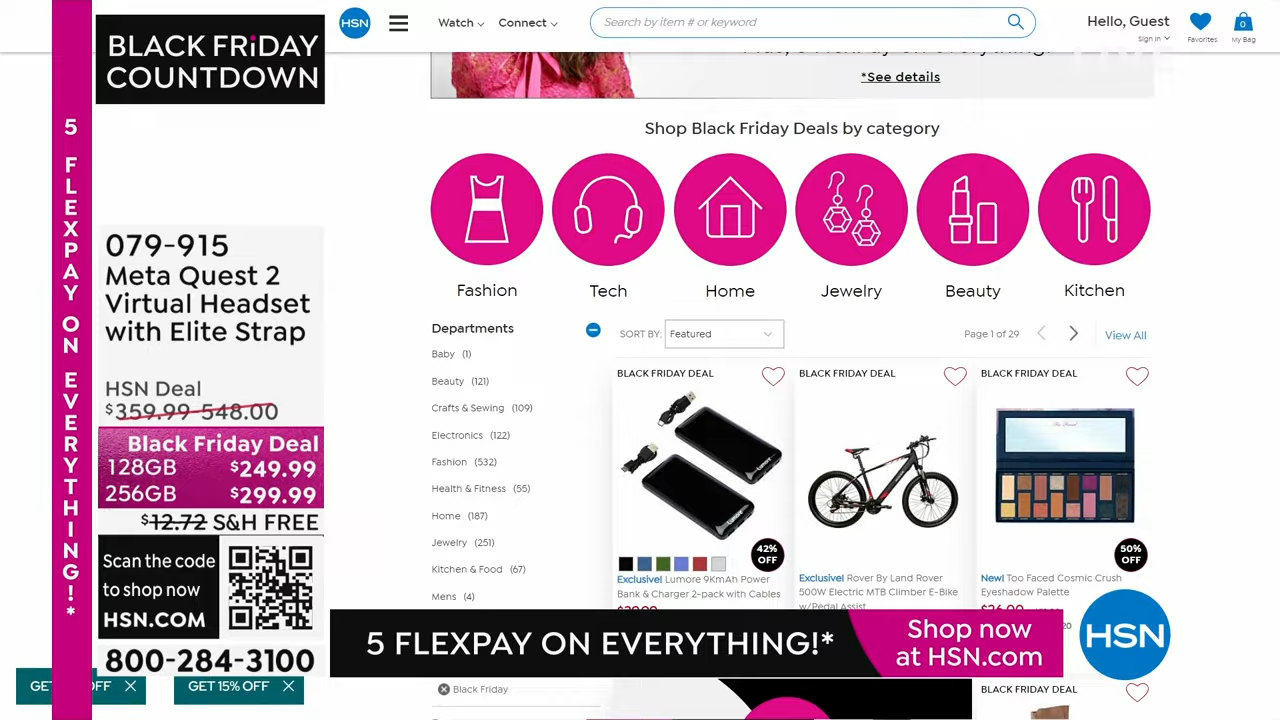 BLACK FRiDAY
COUNTDOWN
5 FLEXPAY ON EVERYTHING!*
079-915
Meta Quest 2
Virtual Headset
with Elite Strap
HSN Deal
$359.99-548.00
Black Friday Deal
128GB $249.99
256GB $299.99
$12.72 S&H FREE
Scan the code
to shop now
HSN.COM
800-284-3100
OFF
GET 15% OFF
HSN
Watch
Connect
Search by item # or keyword
Hello, Guest
Sign in
Favorites
0
My Bag
*See details
Shop Black Friday Deals by category
Fashion
Tech
Home
Jewelry
Beauty
Kitchen
Departments
Baby (1)
Beauty (121)
Crafts & Sewing (109)
Electronics (122)
Fashion (532)
Health & Fitness (55)
Home (187)
Jewelry (251)
Kitchen & Food (67)
Mens (4)
Black Friday
SORT BY: Featured
Page 1 of 29
View All
BLACK FRIDAY DEAL
42%
OFF
Exclusive! Lumore 9KmAh Power
Bank & Charger 2-pack with Cables
BLACK FRIDAY DEAL
Exclusive! Rover By Land Rover
500W Electric MTB Climber E-Bike
w/Pedal Assist
BLACK FRIDAY DEAL
50%
OFF
New! Too Faced Cosmic Crush
Eyeshadow Palette
BLACK FRIDAY DEAL
5 FLEXPAY ON EVERYTHING!*
Shop now
at HSN.com
HSN